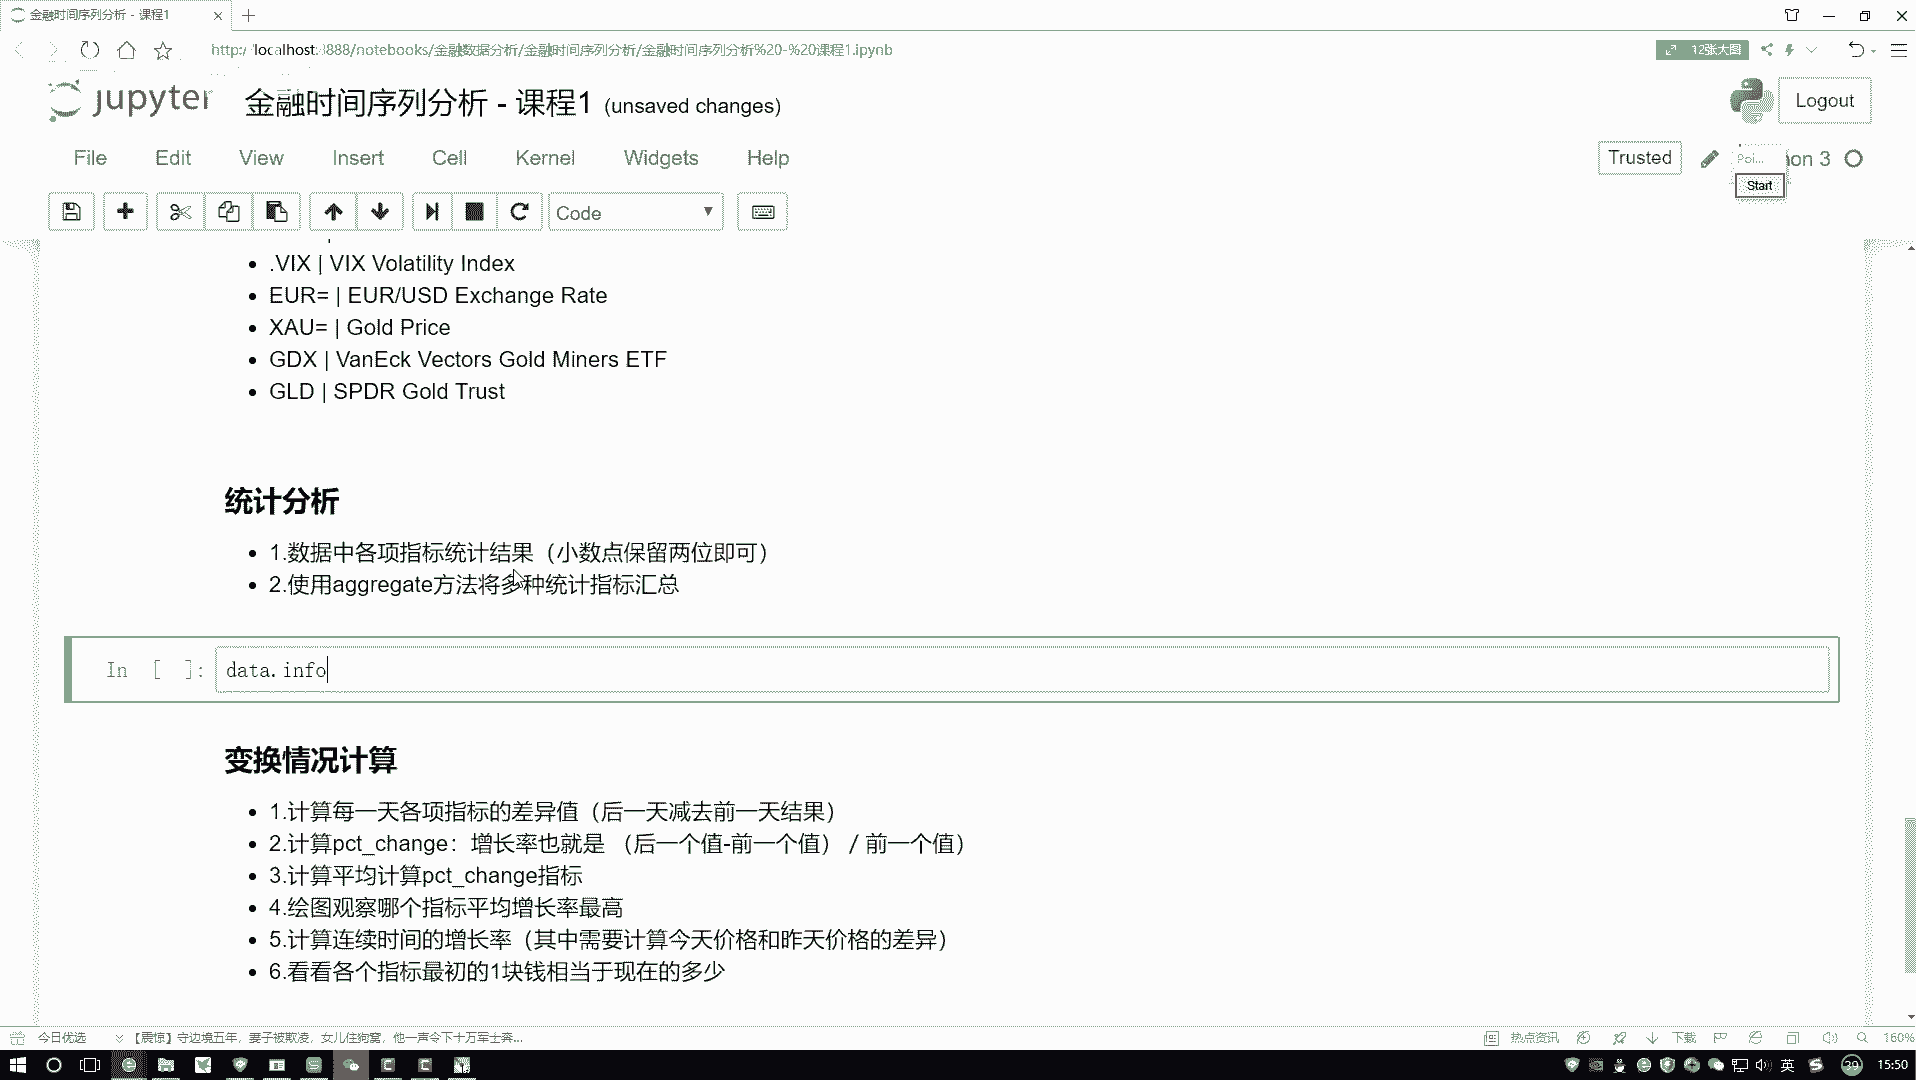 金融时间序列分析 - 课程1
http://localhost:8888/notebooks/金融数据分析/金融时间序列分析/金融时间序列分析%20-%20课程1.ipynb
12张大图
jupyter 金融时间序列分析 - 课程1 (unsaved changes)
Logout
File Edit View Insert Cell Kernel Widgets Help
Trusted
Poi...
on 3
Start
Code
.VIX | VIX Volatility Index
EUR= | EUR/USD Exchange Rate
XAU= | Gold Price
GDX | VanEck Vectors Gold Miners ETF
GLD | SPDR Gold Trust
统计分析
1.数据中各项指标统计结果（小数点保留两位即可）
2.使用aggregate方法将多种统计指标汇总
In [ ]: data.info
变换情况计算
1.计算每一天各项指标的差异值（后一天减去前一天结果）
2.计算pct_change：增长率也就是 （后一个值-前一个值） / 前一个值）
3.计算平均计算pct_change指标
4.绘图观察哪个指标平均增长率最高
5.计算连续时间的增长率（其中需要计算今天价格和昨天价格的差异）
6.看看各个指标最初的1块钱相当于现在的多少
今日优选
【震惊】守边境五年，妻子被欺凌，女儿住狗窝，他一声令下十万军士奔...
热点资讯
下载
160%
英
39
15:50